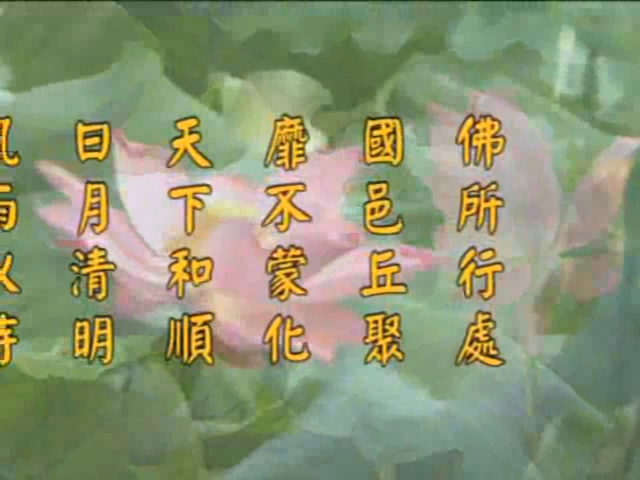 佛所行處
國邑丘聚
靡不蒙化
天下和順
日月清明
風雨以時